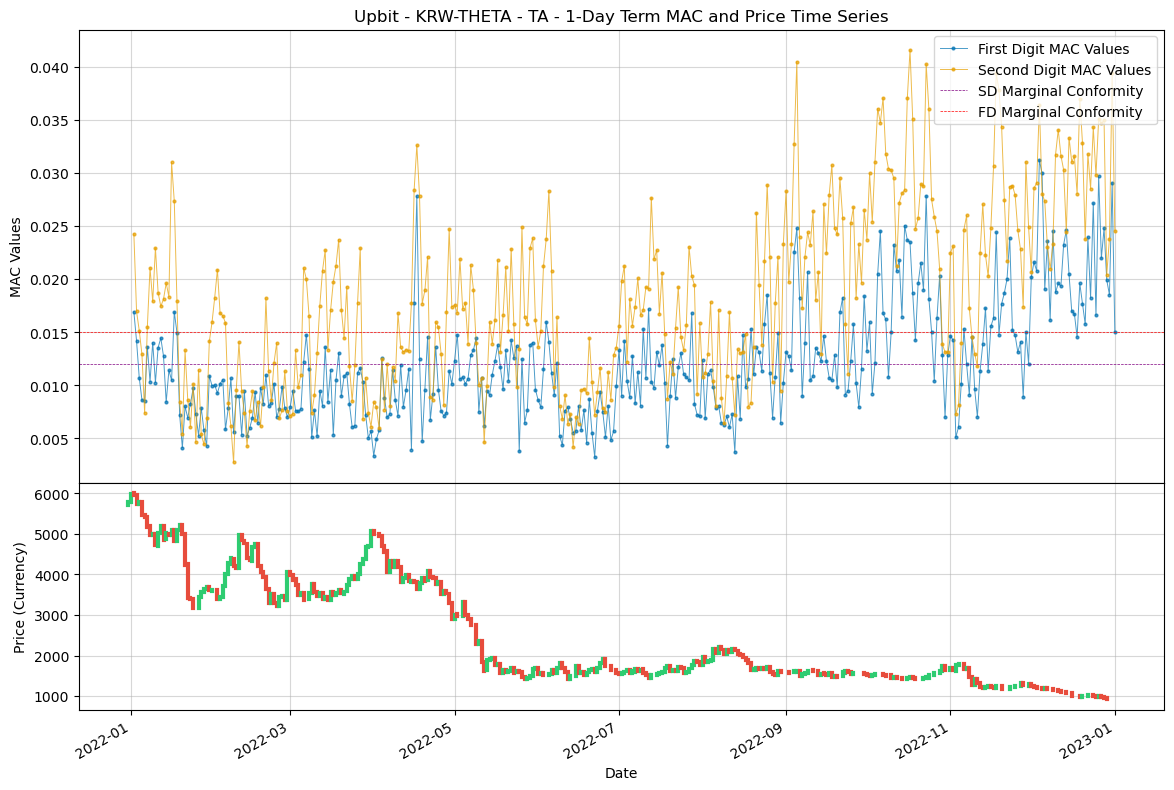 Upbit - KRW-THETA - TA - 1-Day Term MAC and Price Time Series
First Digit MAC Values
Second Digit MAC Values
SD Marginal Conformity
FD Marginal Conformity
MAC Values
0.040
0.035
0.030
0.025
0.020
0.015
0.010
0.005
Price (Currency)
6000
5000
4000
3000
2000
1000
2022-01
2022-03
2022-05
2022-07
2022-09
2022-11
2023-01
Date